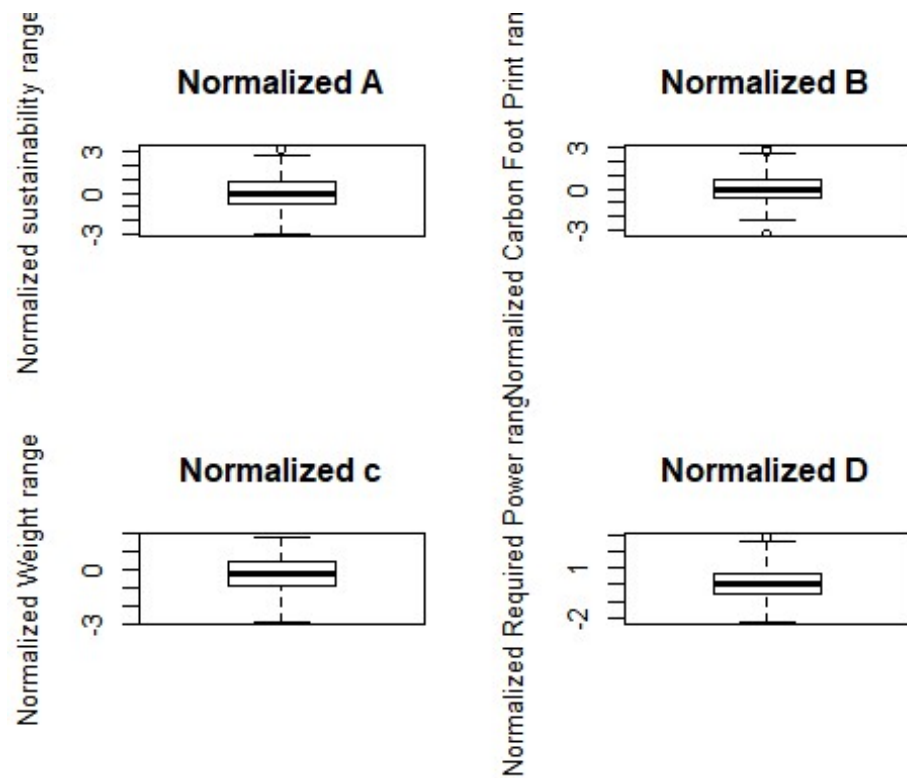 Normalized A
Normalized sustainability range
3
0
-3
Normalized B
Normalized Carbon Foot Print ran
3
0
-3
Normalized c
Normalized Weight range
0
-3
Normalized D
Normalized Required Power rang
1
-2